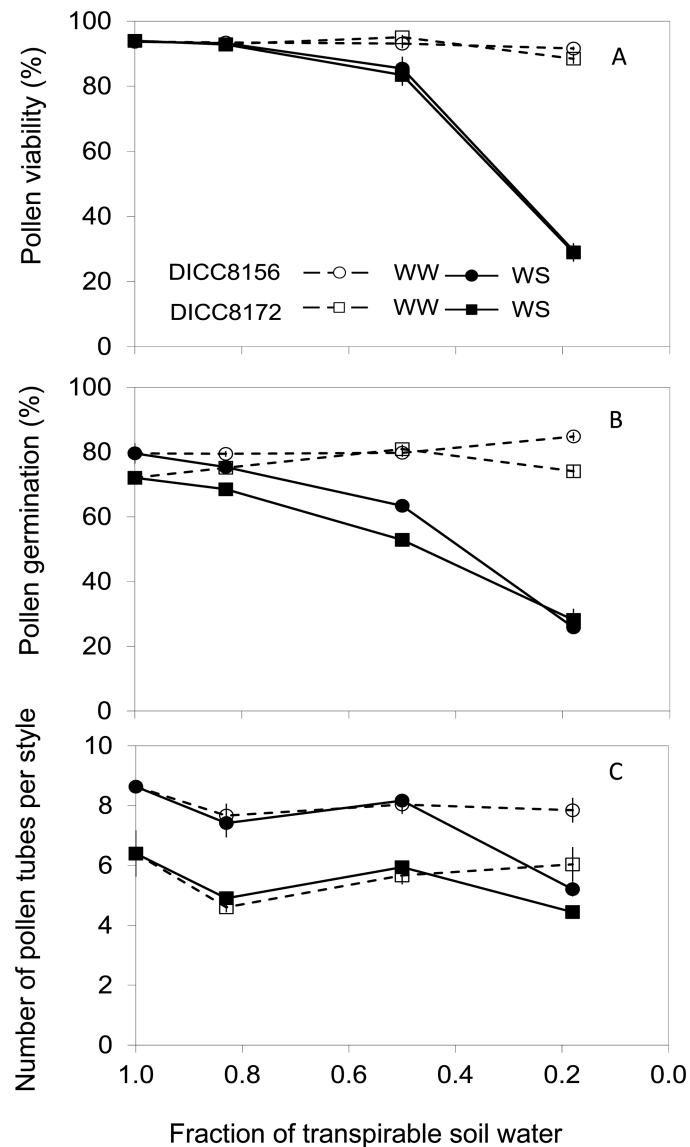 Pollen viability (%)
100
80
60
40
20
0
A
DICC8156 WW WS
DICC8172 WW WS
Pollen germination (%)
100
80
60
40
20
0
B
Number of pollen tubes per style
10
8
6
4
2
0
C
1.0 0.8 0.6 0.4 0.2 0.0
Fraction of transpirable soil water